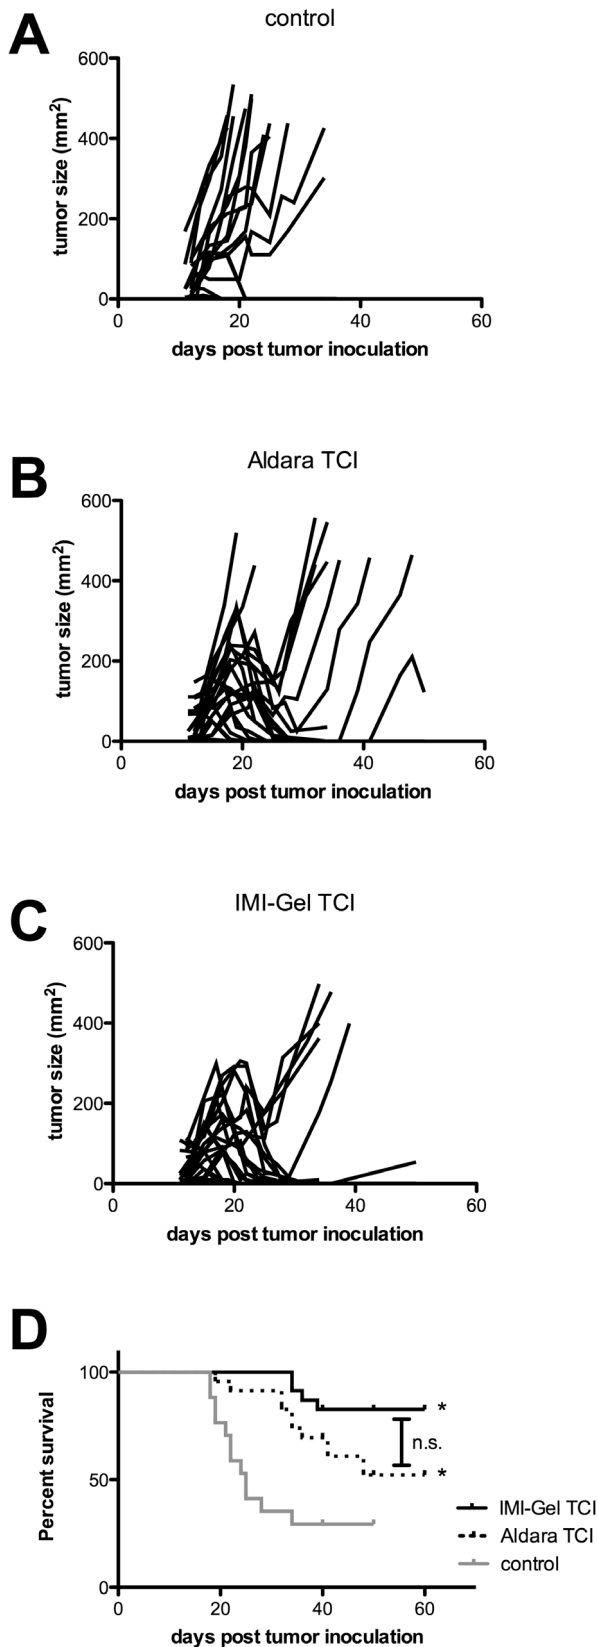 A
control
600
400
200
0
tumor size (mm²)
0 20 40 60
days post tumor inoculation
B
Aldara TCI
600
400
200
0
tumor size (mm²)
0 20 40 60
days post tumor inoculation
C
IMI-Gel TCI
600
400
200
0
tumor size (mm²)
0 20 40 60
days post tumor inoculation
D
100
50
0
Percent survival
*
n.s.
*
IMI-Gel TCI
Aldara TCI
control
0 20 40 60
days post tumor inoculation